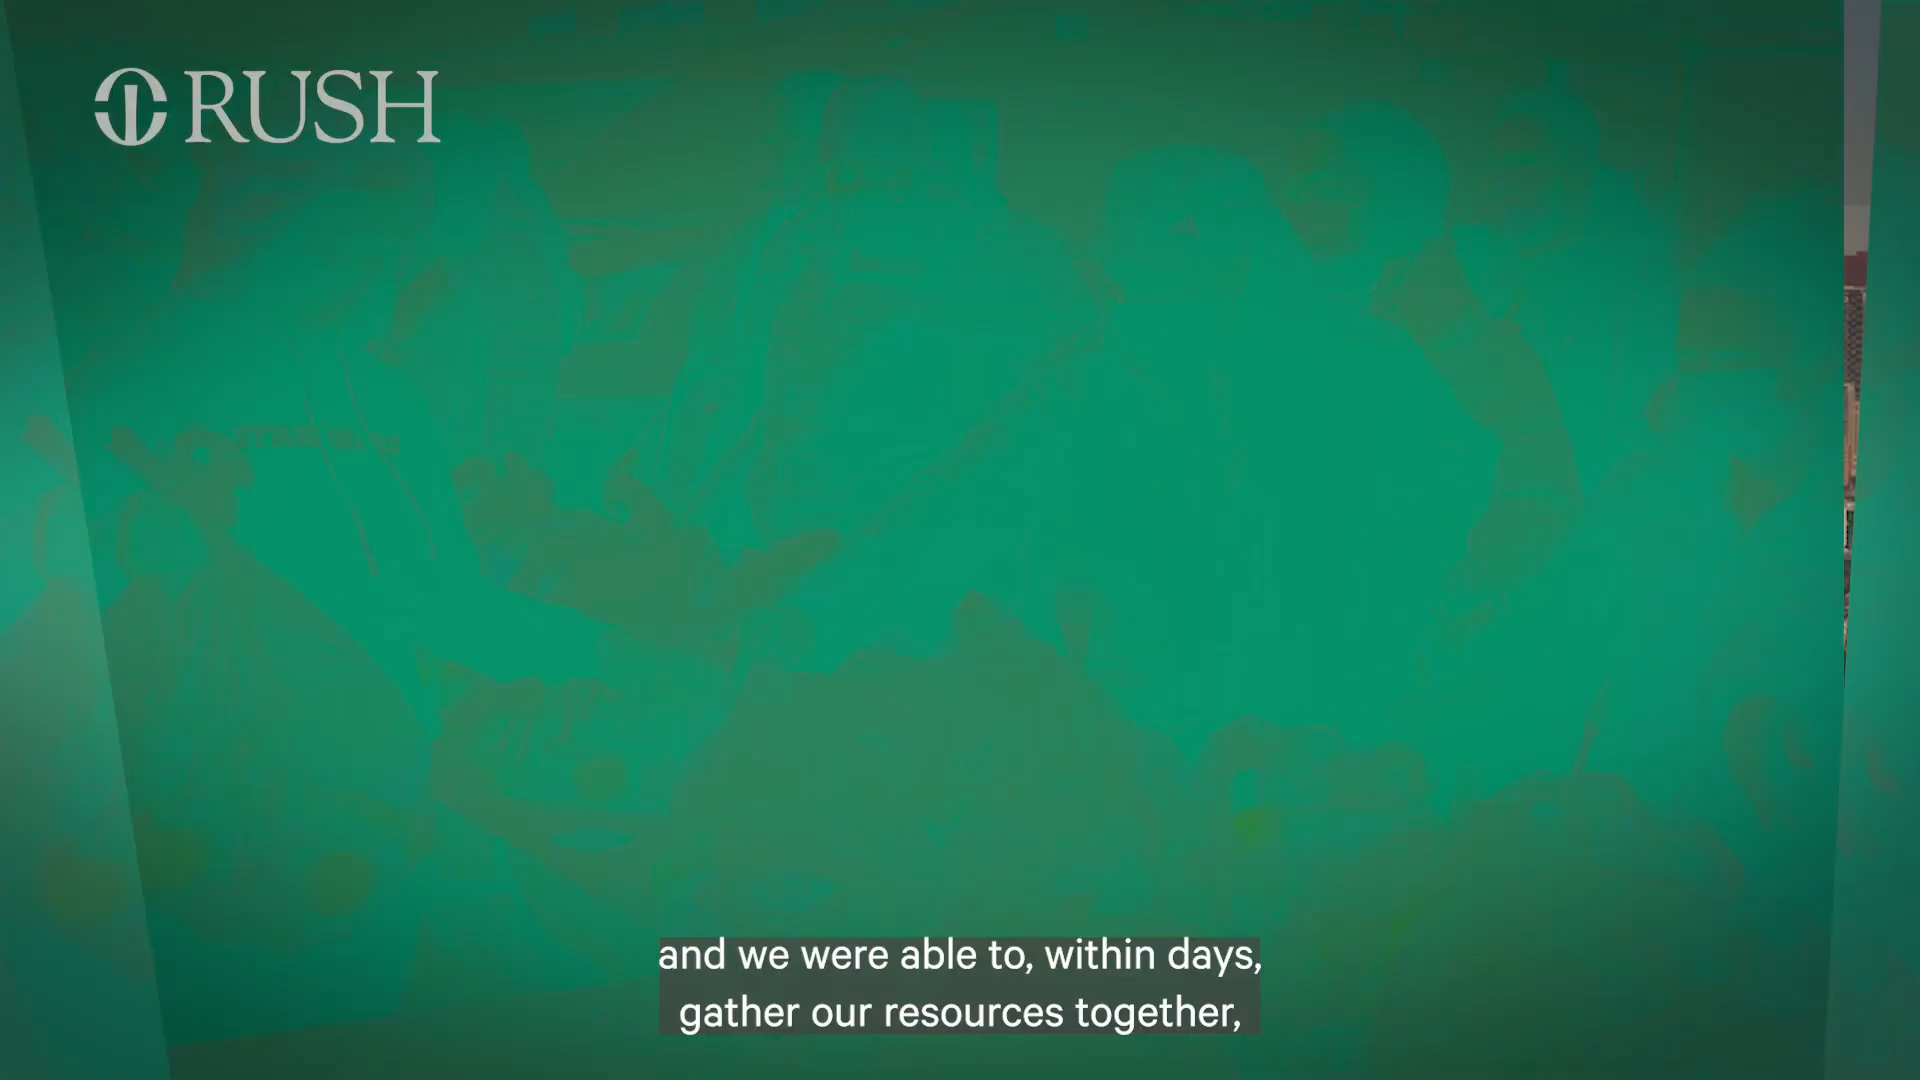 RUSH
and we were able to, within days,
gather our resources together,